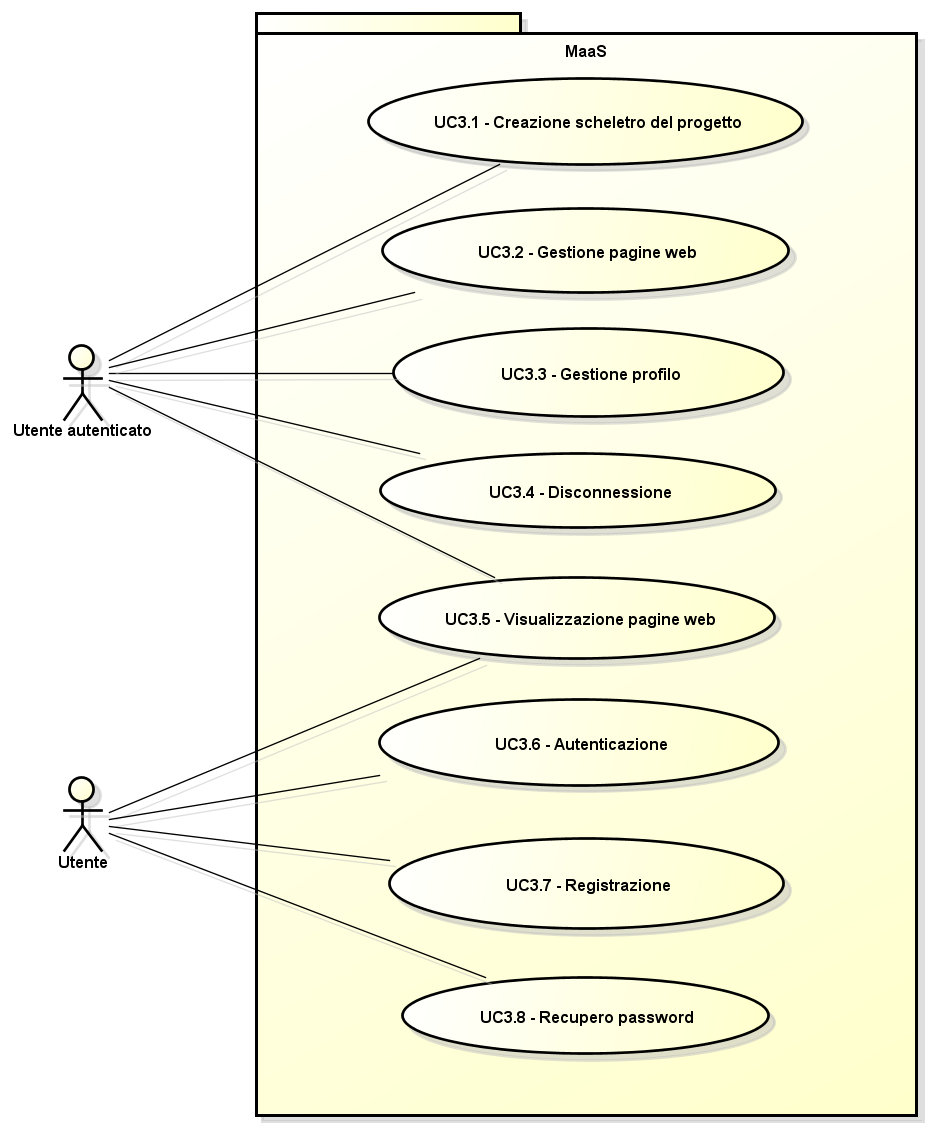 MaaS
UC3.1 - Creazione scheletro del progetto
UC3.2 - Gestione pagine web
UC3.3 - Gestione profilo
Utente autenticato
UC3.4 - Disconnessione
UC3.5 - Visualizzazione pagine web
UC3.6 - Autenticazione
Utente
UC3.7 - Registrazione
UC3.8 - Recupero password